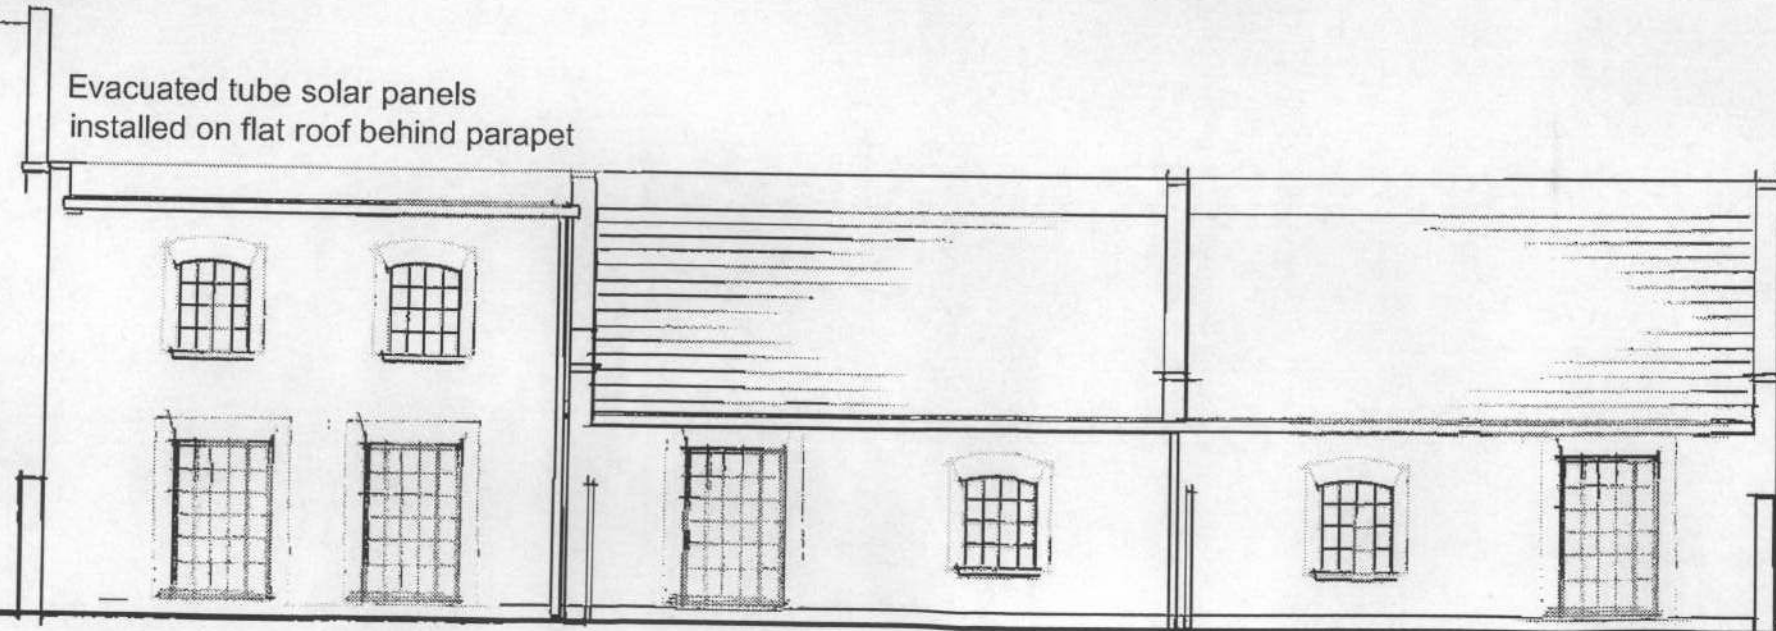 Evacuated tube solar panels
installed on flat roof behind parapet